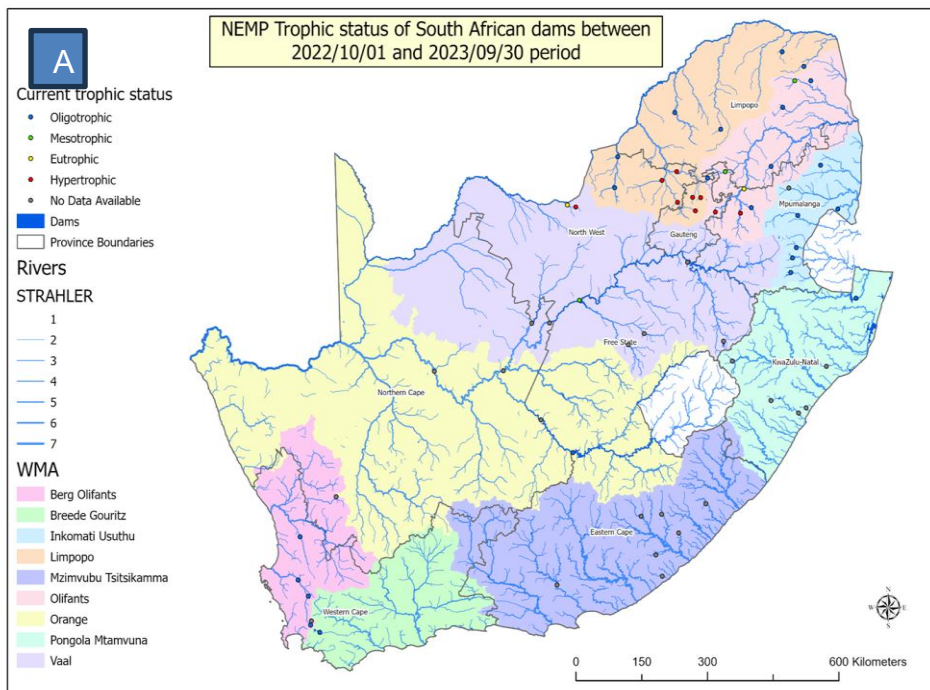 NEMP Trophic status of South African dams between
2022/10/01 and 2023/09/30 period
A
Current trophic status
Oligotrophic
Mesotrophic
Eutrophic
Hypertrophic
No Data Available
Dams
Province Boundaries
Rivers
STRAHLER
1
2
3
4
5
6
7
WMA
Berg Olifants
Breede Gouritz
Inkomati Usuthu
Limpopo
Mzimvubu Tsitsikamma
Olifants
Orange
Pongola Mtamvuna
Vaal
Limpopo
Mpumalanga
North West
Gauteng
Free State
KwaZulu-Natal
Northern Cape
Eastern Cape
Western Cape
N
W E
S
0 150 300 600 Kilometers